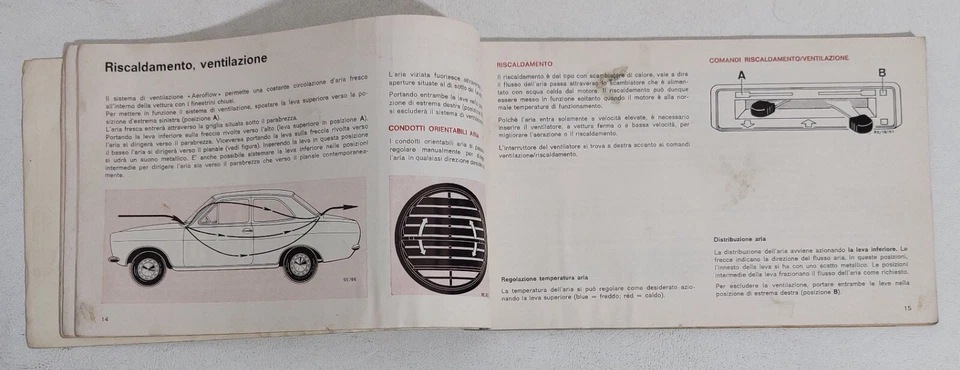 Riscaldamento, ventilazione
Il sistema di ventilazione «Aeroflow» permette una costante circolazione d'aria fresca
all'interno della vettura con i finestrini chiusi.
Per mettere in funzione il sistema di ventilazione, spostare la leva superiore verso la po-
sizione d'estrema sinistra (posizione A).
L'aria fresca entrerà attraverso la griglia situata sotto il parabrezza.
Portando la leva inferiore sulla freccia rivolta verso l'alto (leva superiore in posizione A),
l'aria si dirigerà verso il parabrezza. Viceversa portando la leva sulla freccia rivolta verso
il basso l'aria si dirigerà verso il pianale (vedi figura). Inserendo la leva in questa posizione
si udrà un suono metallico. E' anche possibile sistemare la leva inferiore nelle posizioni
intermedie per dirigere l'aria sia verso il parabrezza che verso il pianale contemporanea-
mente.
14
L'aria viziata fuoriesce
aperture situate al di sotto del
Portando entrambe le leve nella
zione di estrema destra
si escluderà il sistema di
CONDOTTI ORIENTABILI ARIA
I condotti orientabili aria si
regolare manualmente per
l'aria in qualsiasi direzione
RISCALDAMENTO
Il riscaldamento è del tipo con scambiatore di calore, vale a dire
il flusso dell'aria passa attraverso lo scambiatore che è alimen-
tato con acqua calda dal motore. Il riscaldamento può dunque
essere messo in funzione soltanto quando il motore è alla nor-
male temperatura di funzionamento.
Poichè l'aria entra solamente a velocità elevate, è necessario
inserire il ventilatore, a vettura ferma o a bassa velocità, per
migliorare l'aerazione o il riscaldamento.
L'interruttore del ventilatore si trova a destra accanto ai comandi
ventilazione/riscaldamento.
Regolazione temperatura aria
La temperatura dell'aria si può regolare come desiderato azio-
nando la leva superiore (blue = freddo; red = caldo).
COMANDI RISCALDAMENTO/VENTILAZIONE
A B
Distribuzione aria
La distribuzione dell'aria avviene azionando la leva inferiore. Le
frecce indicano la direzione del flusso aria. In queste posizioni,
l'innesto della leva si ha con uno scatto metallico. Le posizioni
intermedie della leva frazionano il flusso dell'aria come richiesto.
Per escludere la ventilazione, portare entrambe le leve nella
posizione di estrema destra (posizione B).
15